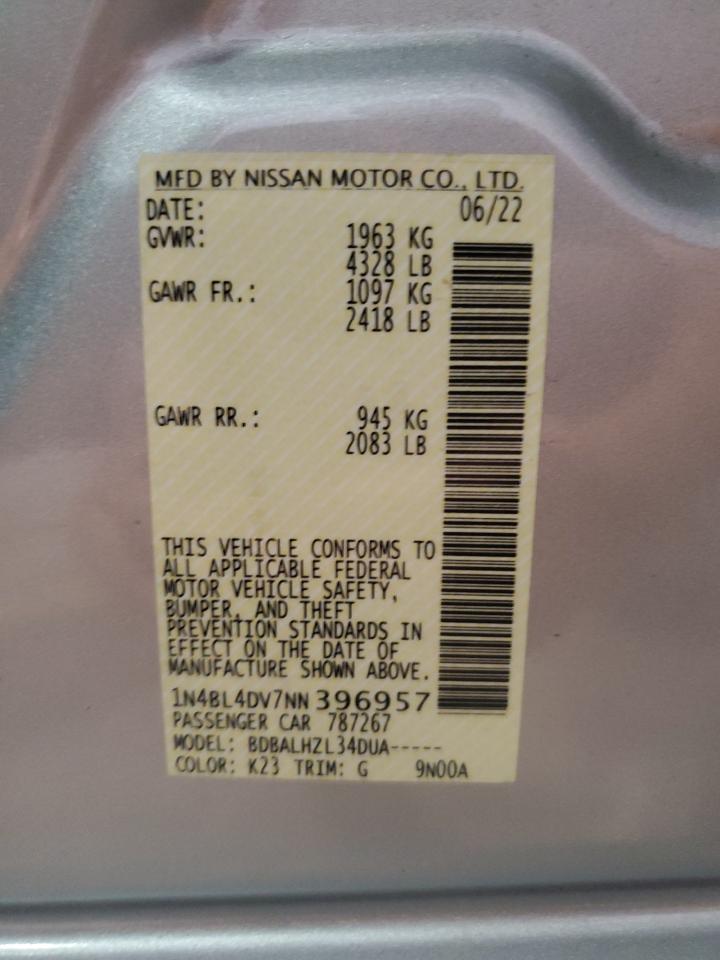 MFD BY NISSAN MOTOR CO., LTD.
DATE: 06/22
GVWR: 1963 KG
4328 LB
GAWR FR.: 1097 KG
2418 LB
GAWR RR.: 945 KG
2083 LB
THIS VEHICLE CONFORMS TO
ALL APPLICABLE FEDERAL
MOTOR VEHICLE SAFETY,
BUMPER, AND THEFT
PREVENTION STANDARDS IN
EFFECT ON THE DATE OF
MANUFACTURE SHOWN ABOVE.
1N4BL4DV7NN396957
PASSENGER CAR 787267
MODEL: BDBALHZL34DUA-----
COLOR: K23 TRIM: G 9N00A